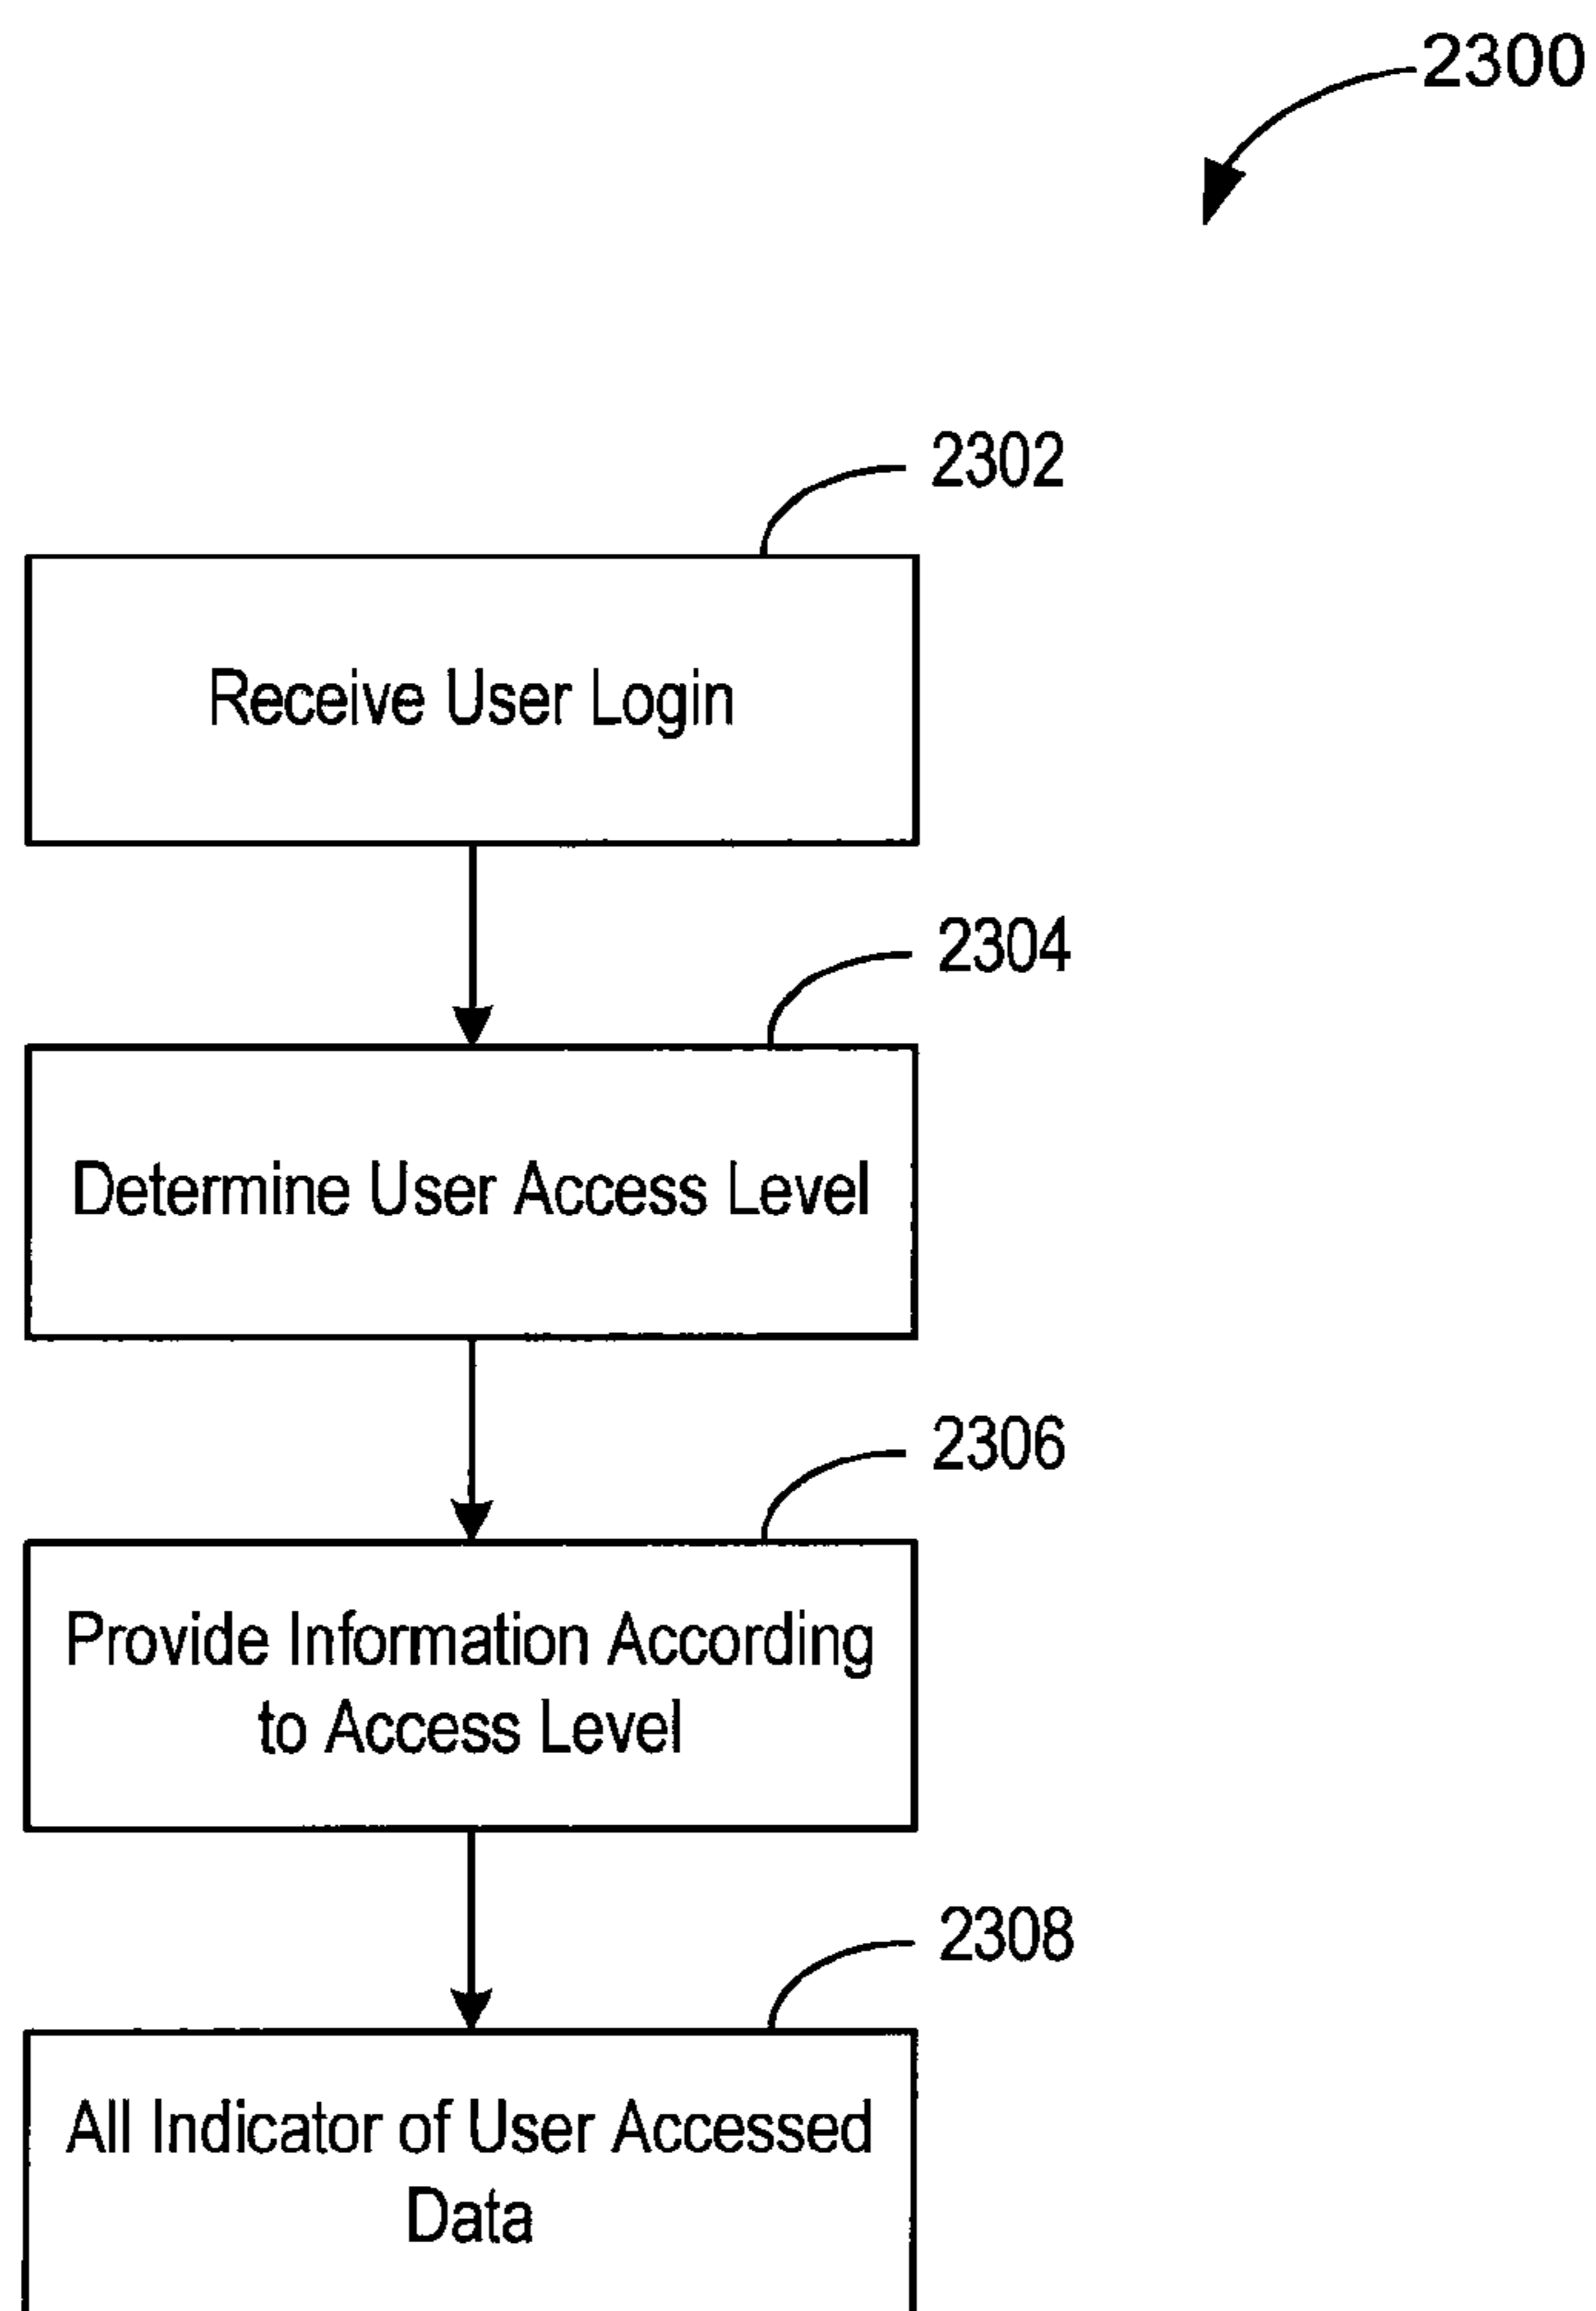 2300
2302
Receive User Login
2304
Determine User Access Level
2306
Provide Information According
to Access Level
2308
All Indicator of User Accessed
Data